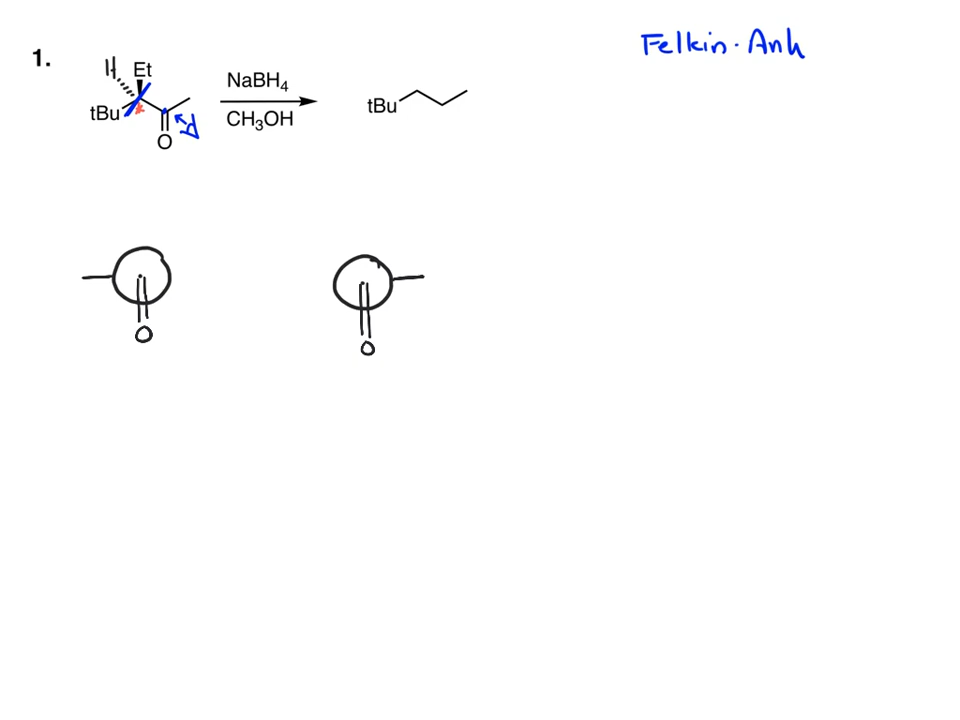 Felkin-Anh
1.
H Et
NaBH4
tBu
tBu
CH3OH
O
O
O